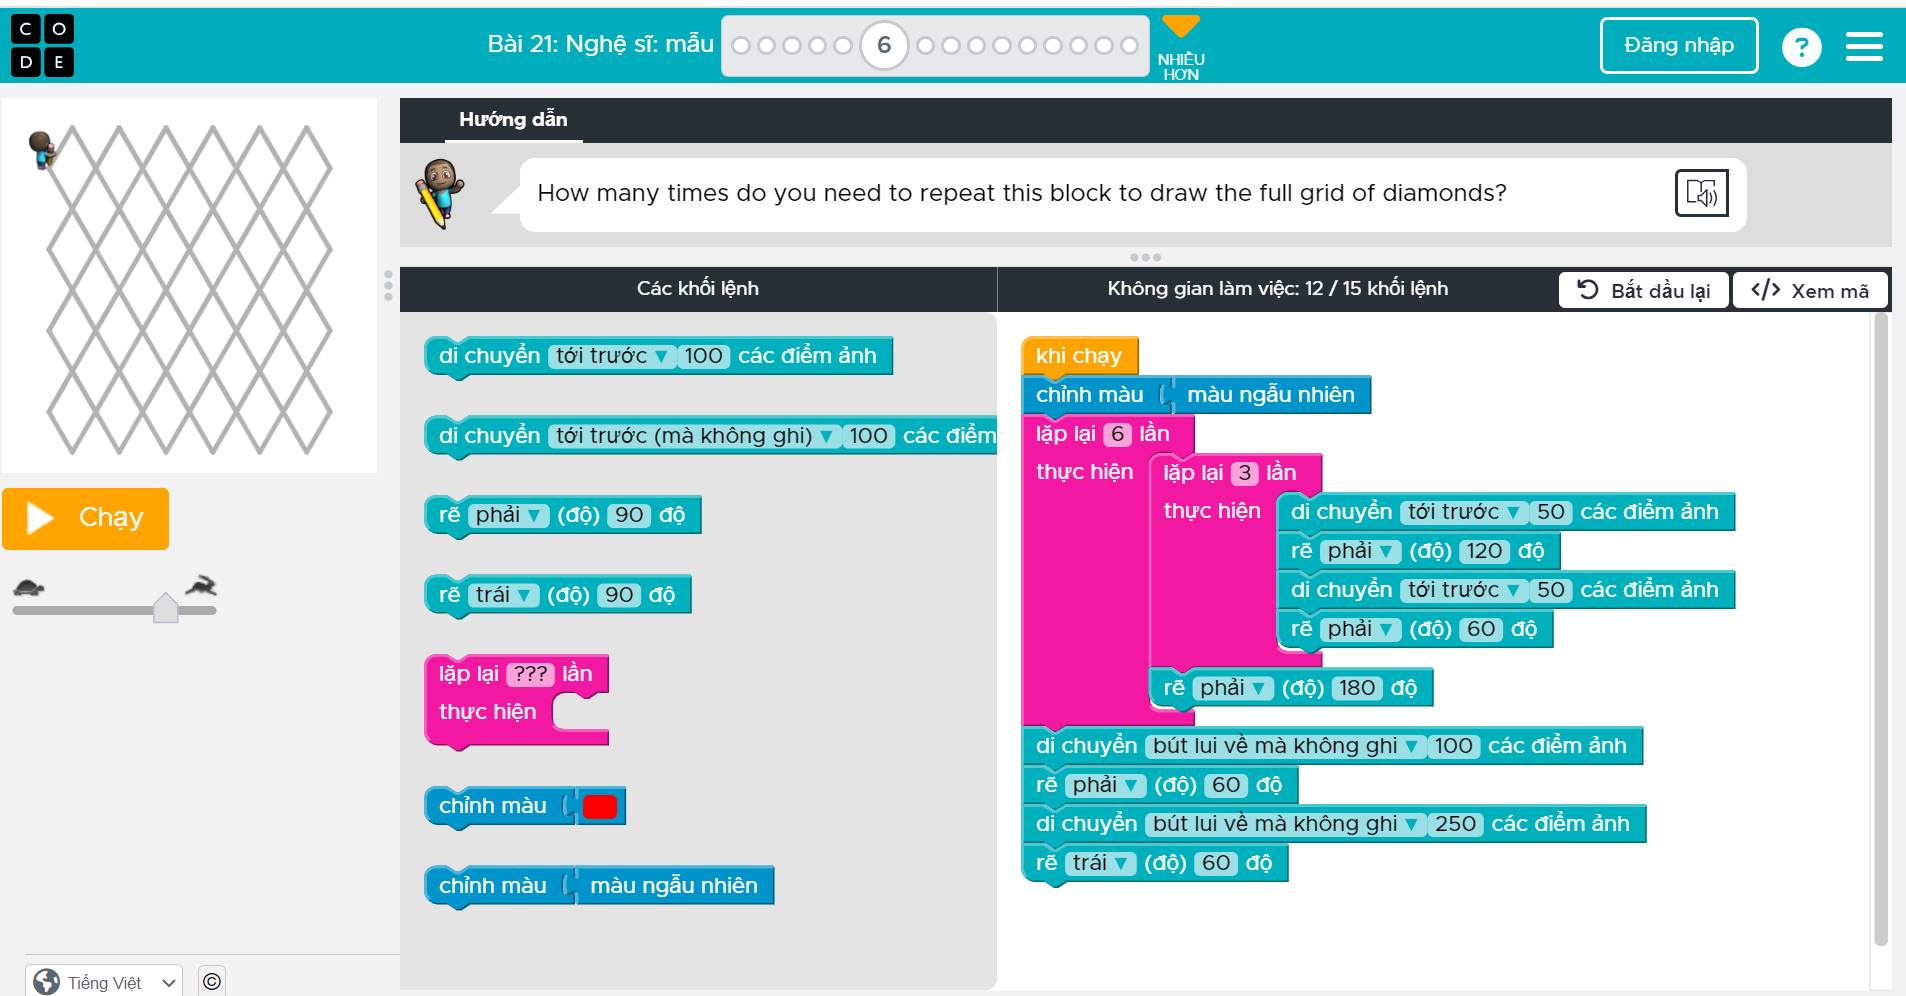 C O
D E
Bài 21: Nghệ sĩ: mẫu
6
NHIỀU
HƠN
Đăng nhập
?
Hướng dẫn
How many times do you need to repeat this block to draw the full grid of diamonds?
Các khối lệnh
Không gian làm việc: 12 / 15 khối lệnh
Bắt đầu lại
</> Xem mã
Chạy
di chuyển tới trước ▼ 100 các điểm ảnh
di chuyển tới trước (mà không ghi) ▼ 100 các điểm
rẽ phải ▼ (độ) 90 độ
rẽ trái ▼ (độ) 90 độ
lặp lại ??? lần
thực hiện
chỉnh màu
chỉnh màu màu ngẫu nhiên
khi chạy
chỉnh màu màu ngẫu nhiên
lặp lại 6 lần
thực hiện lặp lại 3 lần
thực hiện di chuyển tới trước ▼ 50 các điểm ảnh
rẽ phải ▼ (độ) 120 độ
di chuyển tới trước ▼ 50 các điểm ảnh
rẽ phải ▼ (độ) 60 độ
rẽ phải ▼ (độ) 180 độ
di chuyển bút lui về mà không ghi ▼ 100 các điểm ảnh
rẽ phải ▼ (độ) 60 độ
di chuyển bút lui về mà không ghi ▼ 250 các điểm ảnh
rẽ trái ▼ (độ) 60 độ
Tiếng Việt
©